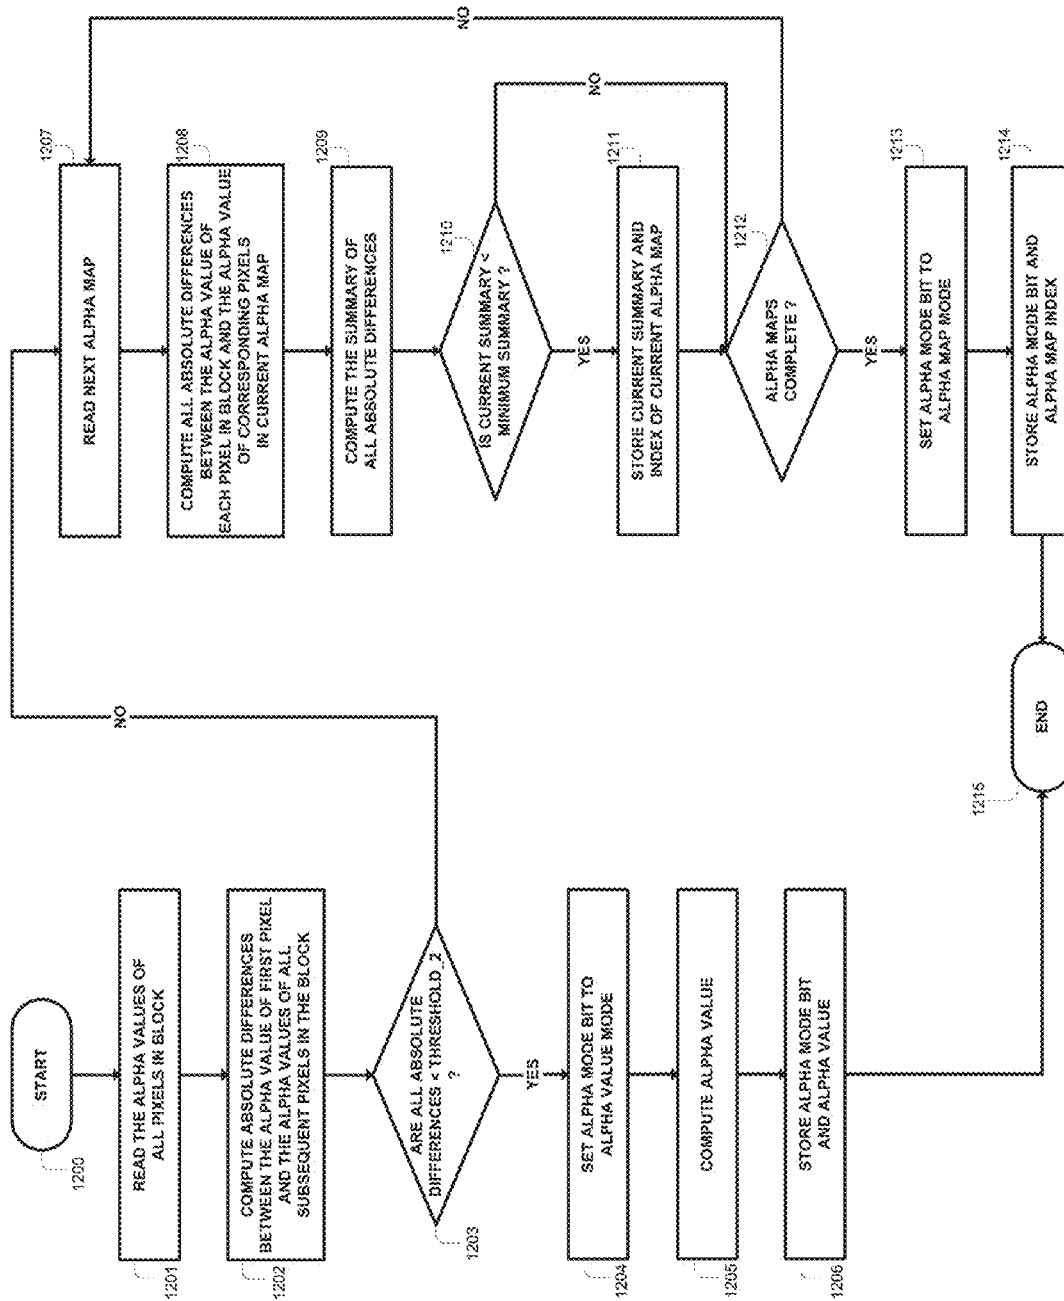 START
1200
READ THE ALPHA VALUES OF
ALL PIXELS IN BLOCK
1201
COMPUTE ABSOLUTE DIFFERENCES
BETWEEN THE ALPHA VALUE OF FIRST PIXEL
AND THE ALPHA VALUES OF ALL
SUBSEQUENT PIXELS IN THE BLOCK
1202
ARE ALL ABSOLUTE
DIFFERENCES < THRESHOLD_2
?
1203
NO
YES
SET ALPHA MODE BIT TO
ALPHA VALUE MODE
1204
COMPUTE ALPHA VALUE
1205
STORE ALPHA MODE BIT
AND ALPHA VALUE
1206
READ NEXT ALPHA MAP
1207
COMPUTE ALL ABSOLUTE DIFFERENCES
BETWEEN THE ALPHA VALUE OF
EACH PIXEL IN BLOCK AND THE ALPHA VALUE
OF CORRESPONDING PIXELS
IN CURRENT ALPHA MAP
1208
COMPUTE THE SUMMARY OF
ALL ABSOLUTE DIFFERENCES
1209
IS CURRENT SUMMARY <
MINIMUM SUMMARY ?
1210
NO
YES
STORE CURRENT SUMMARY AND
INDEX OF CURRENT ALPHA MAP
1211
ALPHA MAPS
COMPLETE ?
1212
NO
YES
SET ALPHA MODE BIT TO
ALPHA MAP MODE
1213
STORE ALPHA MODE BIT AND
ALPHA MAP INDEX
1214
END
1215